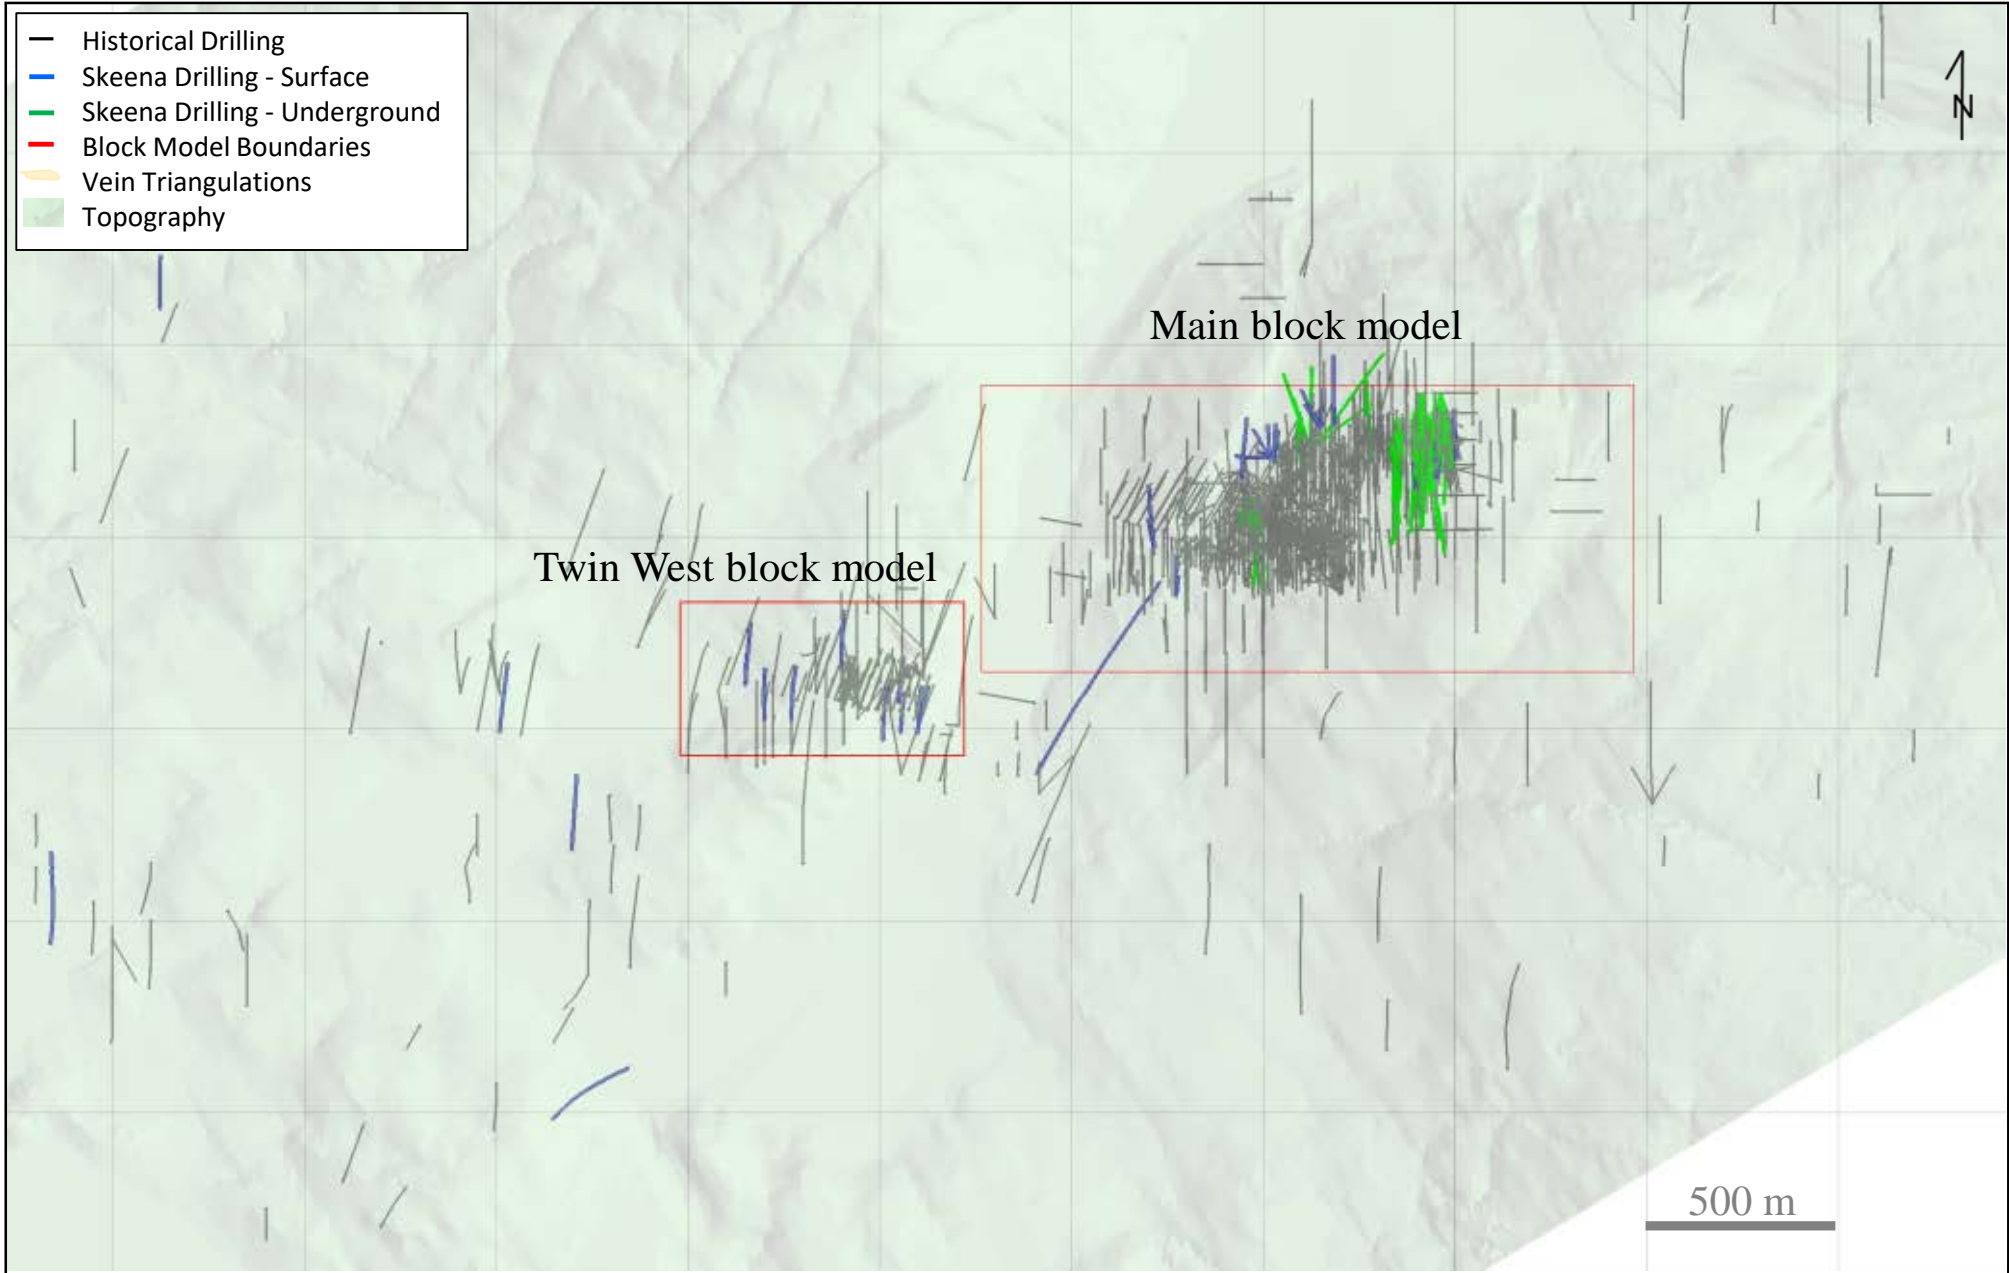 Historical Drilling
Skeena Drilling - Surface
Skeena Drilling - Underground
Block Model Boundaries
Vein Triangulations
Topography
N
Main block model
Twin West block model
500 m